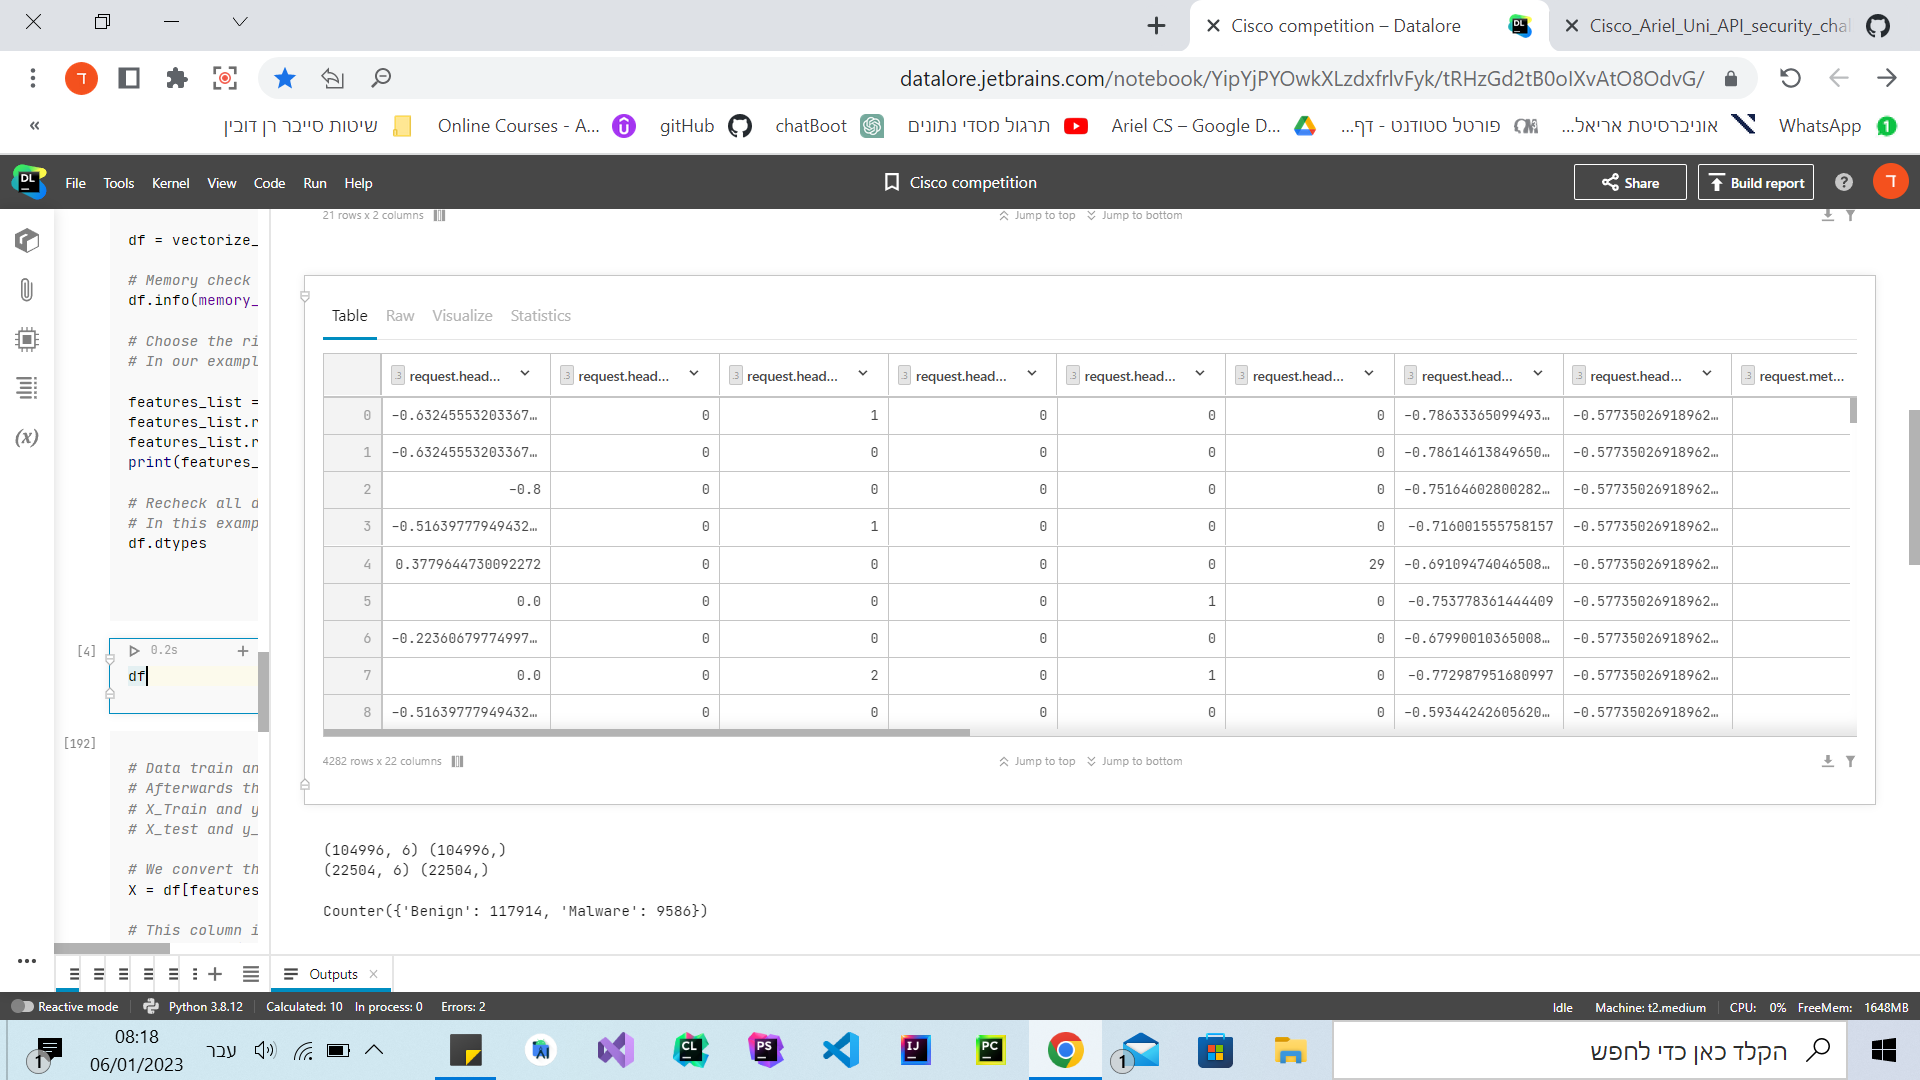 Cisco competition – Datalore
Cisco_Ariel_Uni_API_security_chal
datalore.jetbrains.com/notebook/YipYjPYOwkXLzdxfrlvFyk/tRHzGd2tB0oIXvAtO8OdvG/
ד
«
שיטות סייבר רן דובין
Online Courses - A...
gitHub
chatBoot
תרגול מסדי נתונים
Ariel CS – Google D...
פורטל סטודנט - דף...
אוניברסיטת אריאל...
WhatsApp
1
DL
File Tools Kernel View Code Run Help
Cisco competition
Share
Build report
?
ד
21 rows x 2 columns
Jump to top Jump to bottom
df = vectorize_
# Memory check
df.info(memory_
# Choose the ri
# In our exampl
features_list =
features_list.r
features_list.r
print(features_
# Recheck all d
# In this examp
df.dtypes
[4] 0.2s +
df
[192]
# Data train an
# Afterwards th
# X_Train and y
# X_test and y_
# We convert th
X = df[features
# This column i
(x)
Table Raw Visualize Statistics
request.head... request.head... request.head... request.head... request.head... request.head... request.head... request.head... request.met...
0 -0.63245553203367… 0 1 0 0 0 -0.78633365099493… -0.57735026918962…
1 -0.63245553203367… 0 0 0 0 0 -0.78614613849650… -0.57735026918962…
2 -0.8 0 0 0 0 0 -0.75164602800282… -0.57735026918962…
3 -0.51639777949432… 0 1 0 0 0 -0.716001555758157 -0.57735026918962…
4 0.3779644730092272 0 0 0 0 29 -0.69109474046508… -0.57735026918962…
5 0.0 0 0 0 1 0 -0.753778361444409 -0.57735026918962…
6 -0.22360679774997… 0 0 0 0 0 -0.67990010365008… -0.57735026918962…
7 0.0 0 2 0 1 0 -0.772987951680997 -0.57735026918962…
8 -0.51639777949432… 0 0 0 0 0 -0.59344242605620… -0.57735026918962…
4282 rows x 22 columns
Jump to top Jump to bottom
(104996, 6) (104996,)
(22504, 6) (22504,)
Counter({'Benign': 117914, 'Malware': 9586})
Outputs
Reactive mode Python 3.8.12 Calculated: 10 In process: 0 Errors: 2
Idle Machine: t2.medium CPU: 0% FreeMem: 1648MB
1
08:18
06/01/2023
עבר
CL
PS
IJ
PC
1
הקלד כאן כדי לחפש